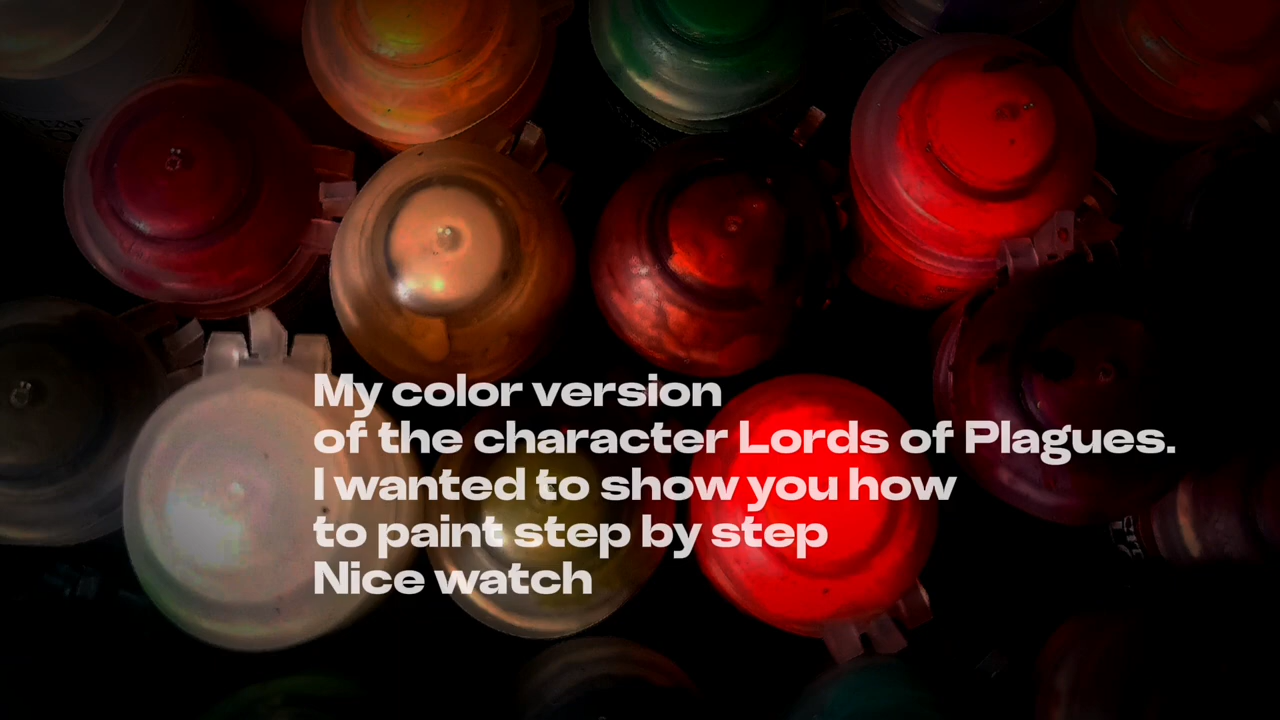 My color version
of the character Lords of Plagues.
I wanted to show you how
to paint step by step
Nice watch